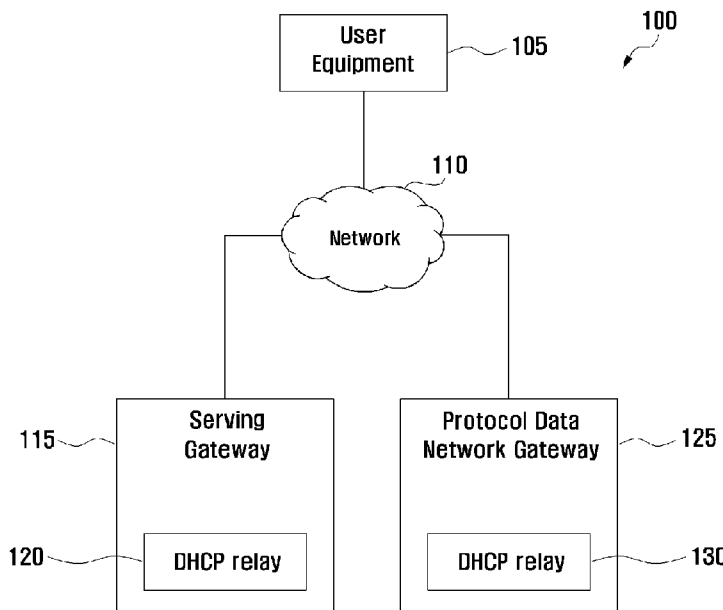 User
Equipment
105
100
110
Network
Serving
Gateway
115
Protocol Data
Network Gateway
125
120
DHCP relay
DHCP relay
130